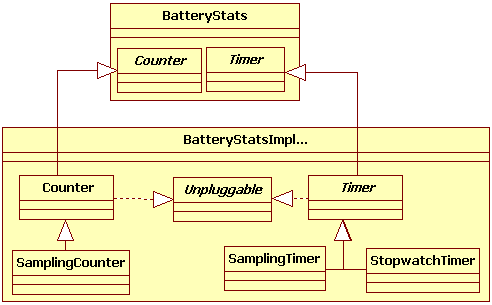 BatteryStats
Counter
Timer
BatteryStatsImpl...
Counter
Unpluggable
Timer
SamplingCounter
SamplingTimer
StopwatchTimer